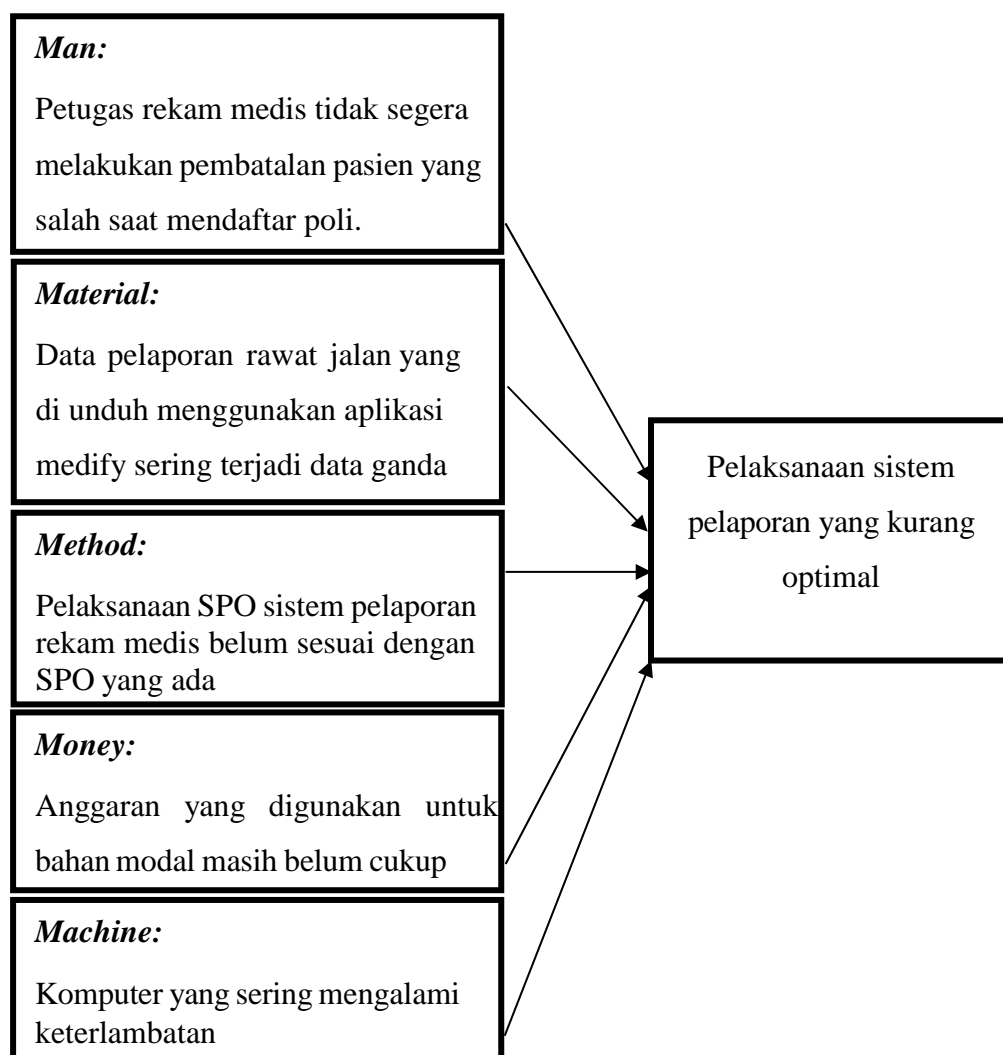 Man:
Petugas rekam medis tidak segera
melakukan pembatalan pasien yang
salah saat mendaftar poli.
Material:
Data pelaporan rawat jalan yang
di unduh menggunakan aplikasi
medify sering terjadi data ganda
Method:
Pelaksanaan SPO sistem pelaporan
rekam medis belum sesuai dengan
SPO yang ada
Money:
Anggaran yang digunakan untuk
bahan modal masih belum cukup
Machine:
Komputer yang sering mengalami
keterlambatan
Pelaksanaan sistem
pelaporan yang kurang
optimal